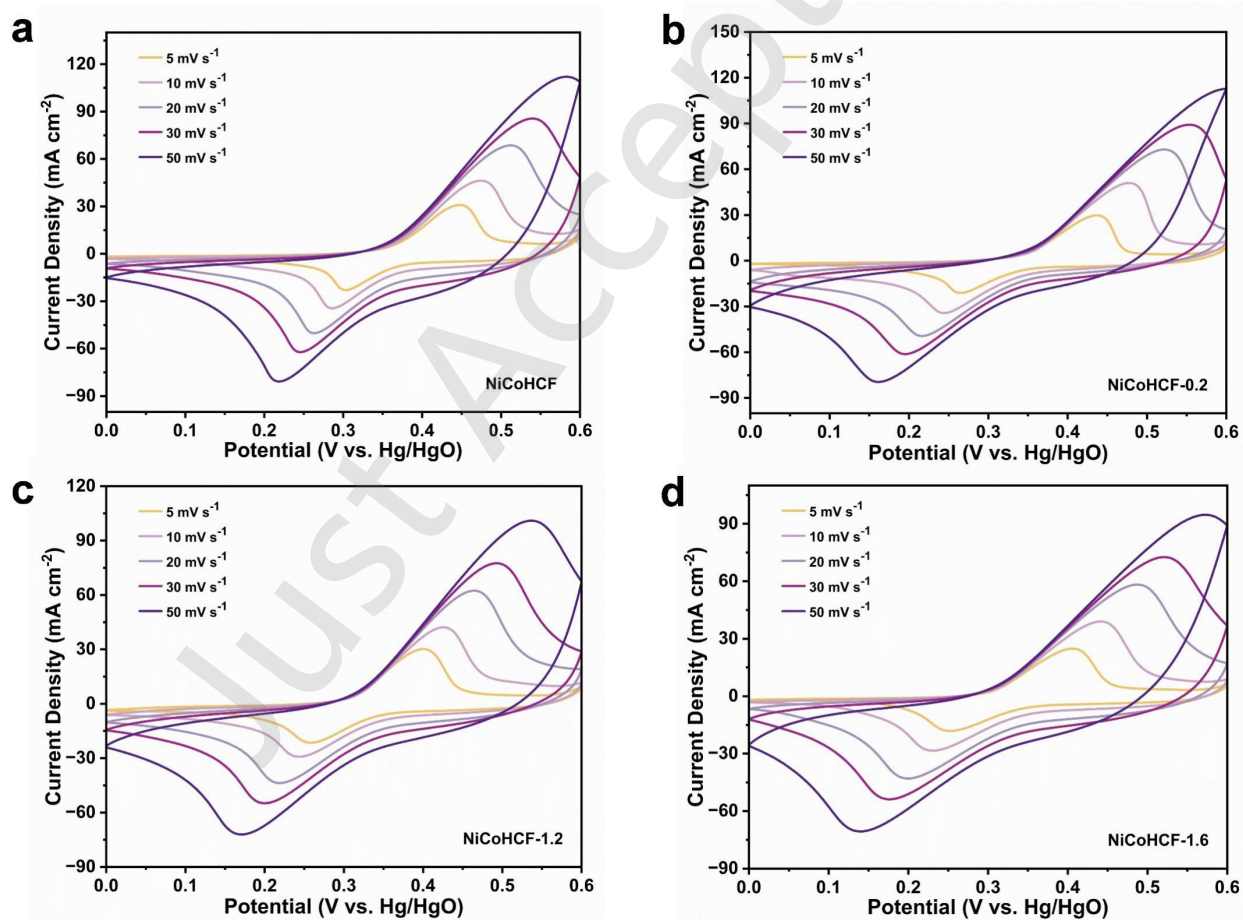 a
120
90
60
30
0
−30
−60
−90
Current Density (mA cm⁻²)
5 mV s⁻¹
10 mV s⁻¹
20 mV s⁻¹
30 mV s⁻¹
50 mV s⁻¹
NiCoHCF
0.0 0.1 0.2 0.3 0.4 0.5 0.6
Potential (V vs. Hg/HgO)
b
150
120
90
60
30
0
−30
−60
−90
Current Density (mA cm⁻²)
5 mV s⁻¹
10 mV s⁻¹
20 mV s⁻¹
30 mV s⁻¹
50 mV s⁻¹
NiCoHCF-0.2
0.0 0.1 0.2 0.3 0.4 0.5 0.6
Potential (V vs. Hg/HgO)
c
120
90
60
30
0
−30
−60
−90
Current Density (mA cm⁻²)
5 mV s⁻¹
10 mV s⁻¹
20 mV s⁻¹
30 mV s⁻¹
50 mV s⁻¹
NiCoHCF-1.2
0.0 0.1 0.2 0.3 0.4 0.5 0.6
Potential (V vs. Hg/HgO)
d
90
60
30
0
−30
−60
−90
Current Density (mA cm⁻²)
5 mV s⁻¹
10 mV s⁻¹
20 mV s⁻¹
30 mV s⁻¹
50 mV s⁻¹
NiCoHCF-1.6
0.0 0.1 0.2 0.3 0.4 0.5 0.6
Potential (V vs. Hg/HgO)
Just Accept